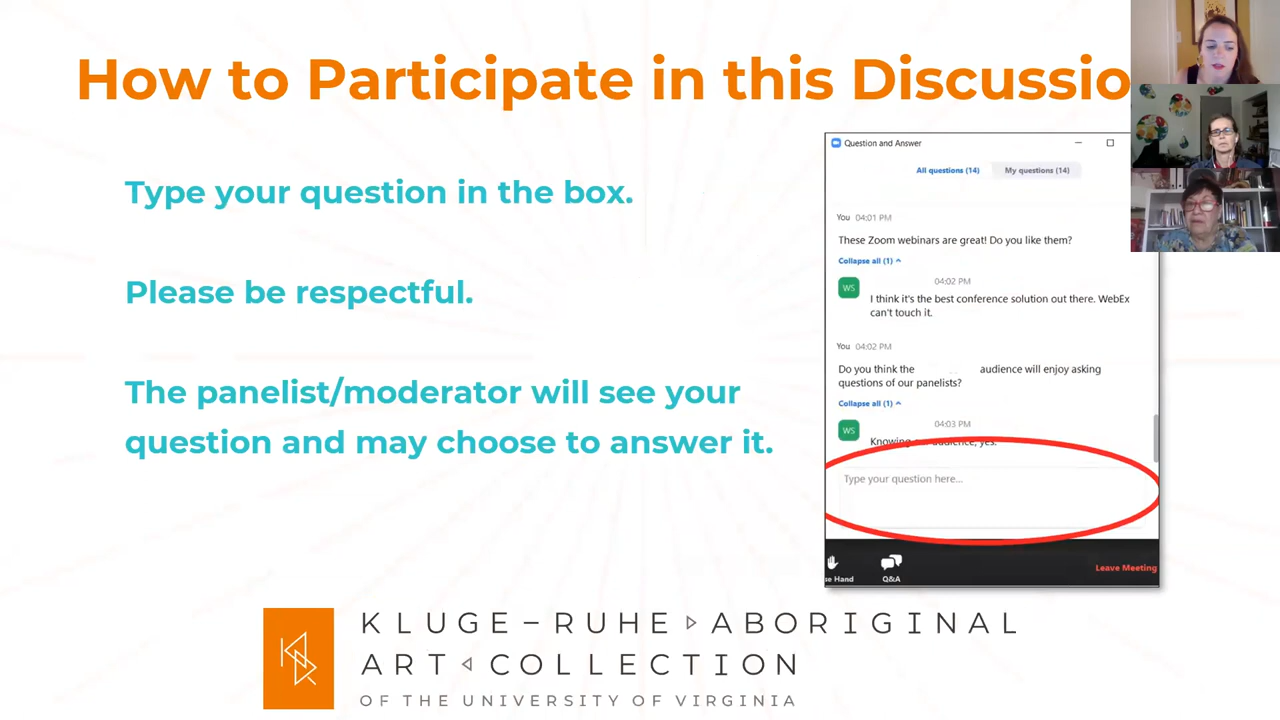 How to Participate in this Discussio
Type your question in the box.
Please be respectful.
The panelist/moderator will see your
question and may choose to answer it.
Question and Answer
All questions (14) My questions (14)
You 04:01 PM
These Zoom webinars are great! Do you like them?
Collapse all (1)
WS 04:02 PM
I think it's the best conference solution out there. WebEx
can't touch it.
You 04:02 PM
Do you think the audience will enjoy asking
questions of our panelists?
Collapse all (1)
WS 04:03 PM
Knowing our audience, yes.
Type your question here...
se Hand Q&A Leave Meeting
KLUGE–RUHE ABORIGINAL
ART COLLECTION
OF THE UNIVERSITY OF VIRGINIA